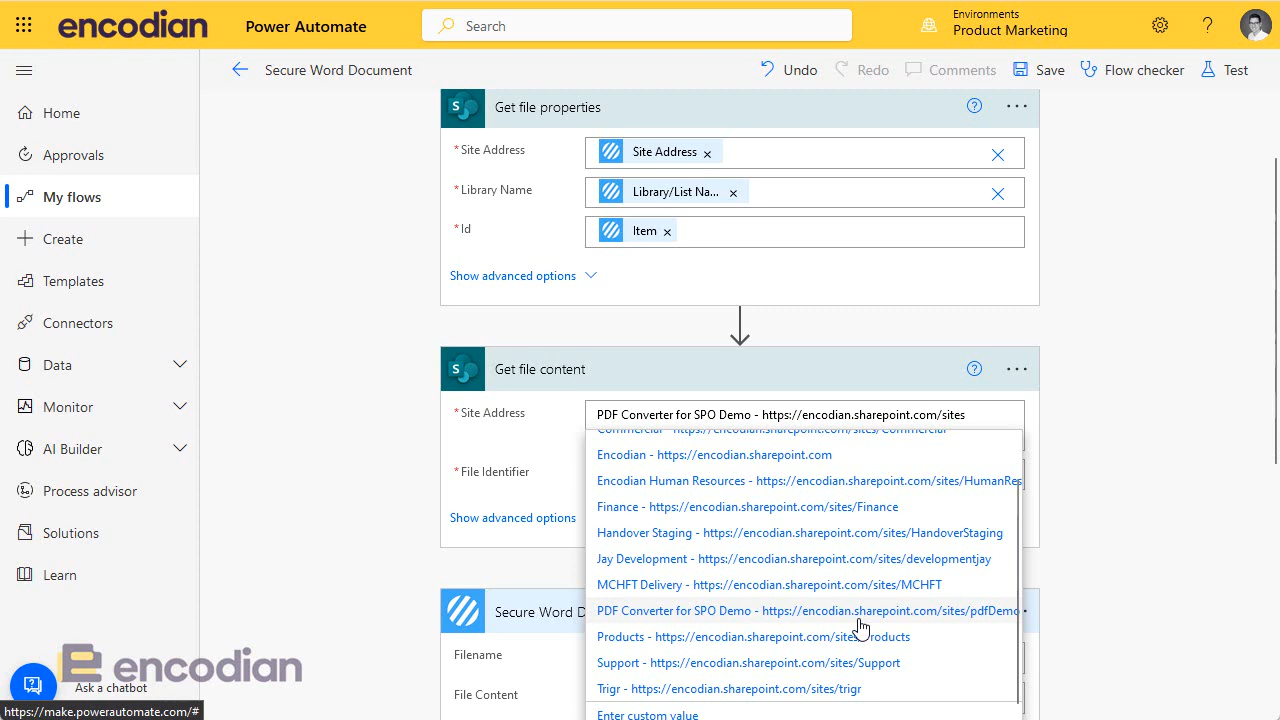 encodian
Power Automate
Search
Environments
Product Marketing
Secure Word Document
Undo
Redo
Comments
Save
Flow checker
Test
Home
Approvals
My flows
Create
Templates
Connectors
Data
Monitor
AI Builder
Process advisor
Solutions
Learn
Ask a chatbot
encodian
https://make.powerautomate.com/#
Get file properties
* Site Address
Site Address
* Library Name
Library/List Na...
* Id
Item
Show advanced options
Get file content
* Site Address
PDF Converter for SPO Demo - https://encodian.sharepoint.com/sites
* File Identifier
Show advanced options
Commercial - https://encodian.sharepoint.com/sites/Commercial
Encodian - https://encodian.sharepoint.com
Encodian Human Resources - https://encodian.sharepoint.com/sites/HumanRes
Finance - https://encodian.sharepoint.com/sites/Finance
Handover Staging - https://encodian.sharepoint.com/sites/HandoverStaging
Jay Development - https://encodian.sharepoint.com/sites/developmentjay
MCHFT Delivery - https://encodian.sharepoint.com/sites/MCHFT
PDF Converter for SPO Demo - https://encodian.sharepoint.com/sites/pdfDemo
Products - https://encodian.sharepoint.com/sites/Products
Support - https://encodian.sharepoint.com/sites/Support
Trigr - https://encodian.sharepoint.com/sites/trigr
Enter custom value
Secure Word D
Filename
File Content